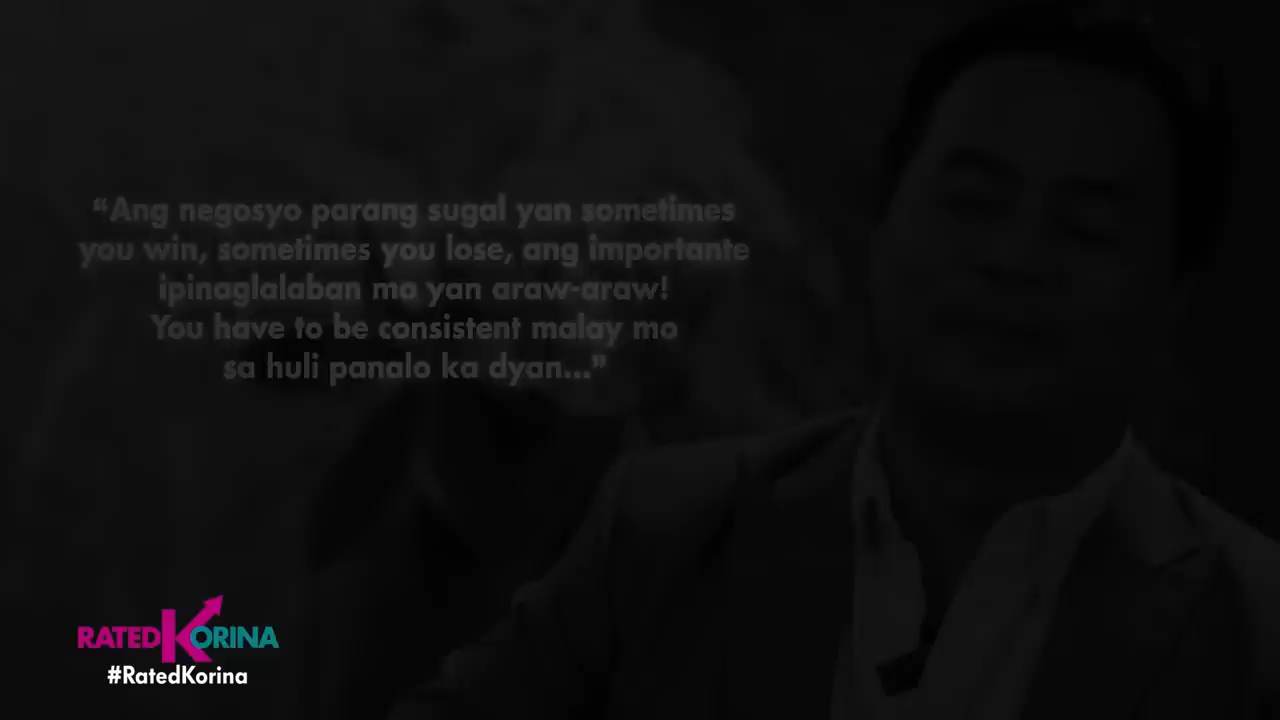 “Ang negosyo parang sugal yan sometimes
you win, sometimes you lose, ang importante
ipinaglalaban mo yan araw-araw!
You have to be consistent malay mo
sa huli panalo ka dyan...”
RATED KORINA
#RatedKorina